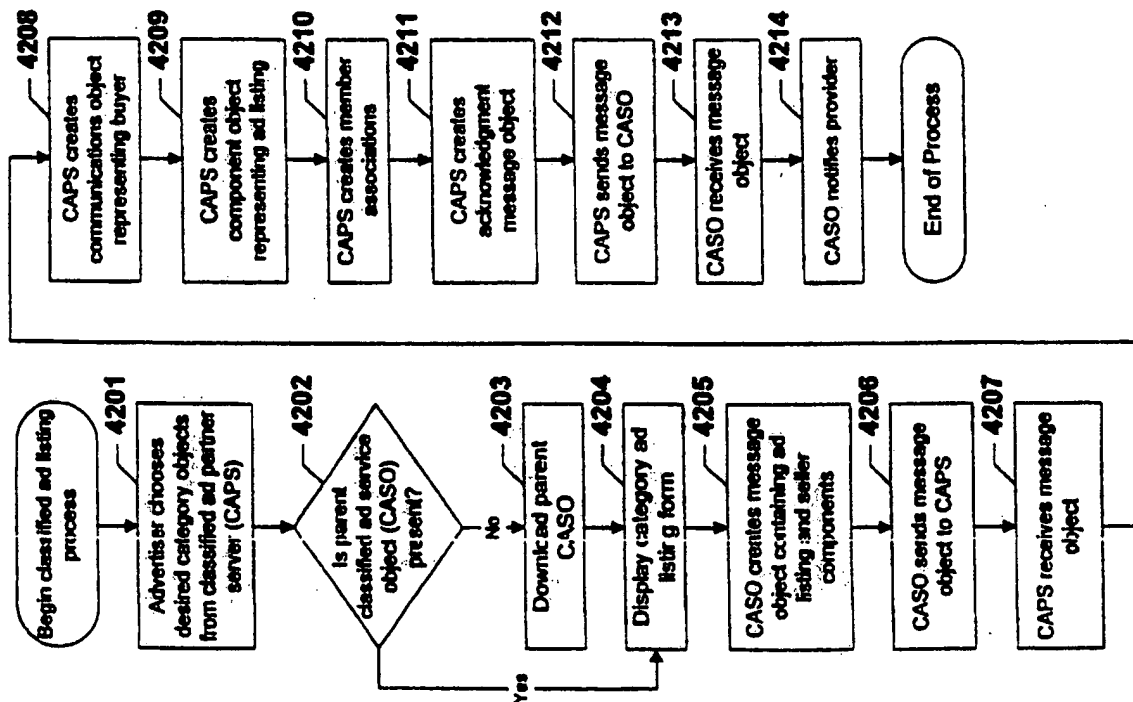 Begin classified ad listing
process
4201
Advertiser chooses
desired category objects
from classified ad partner
server (CAPS)
4202
Is parent
classified ad service
object (CASO)
present?
No
Yes
4203
Download parent
CASO
4204
Display category ad
listing form
4205
CASO creates message
object containing ad
listing and seller
components
4206
CASO sends message
object to CAPS
4207
CAPS receives message
object
4208
CAPS creates
communications object
representing buyer
4209
CAPS creates
component object
representing ad listing
4210
CAPS creates member
associations
4211
CAPS creates
acknowledgment
message object
4212
CAPS sends message
object to CASO
4213
CASO receives message
object
4214
CASO notifies provider
End of Process